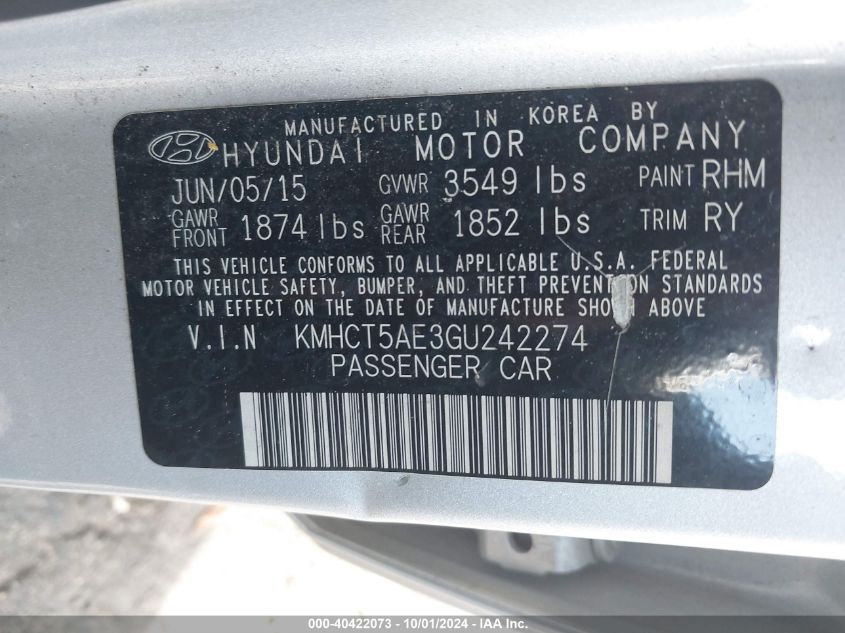 MANUFACTURED IN KOREA BY
HYUNDAI MOTOR COMPANY
JUN/05/15 GVWR 3549 lbs PAINT RHM
GAWR FRONT 1874 lbs GAWR REAR 1852 lbs TRIM RY
THIS VEHICLE CONFORMS TO ALL APPLICABLE U.S.A. FEDERAL
MOTOR VEHICLE SAFETY, BUMPER, AND THEFT PREVENTION STANDARDS
IN EFFECT ON THE DATE OF MANUFACTURE SHOWN ABOVE
V.I.N KMHCT5AE3GU242274
PASSENGER CAR
000-40422073 - 10/01/2024 - IAA Inc.